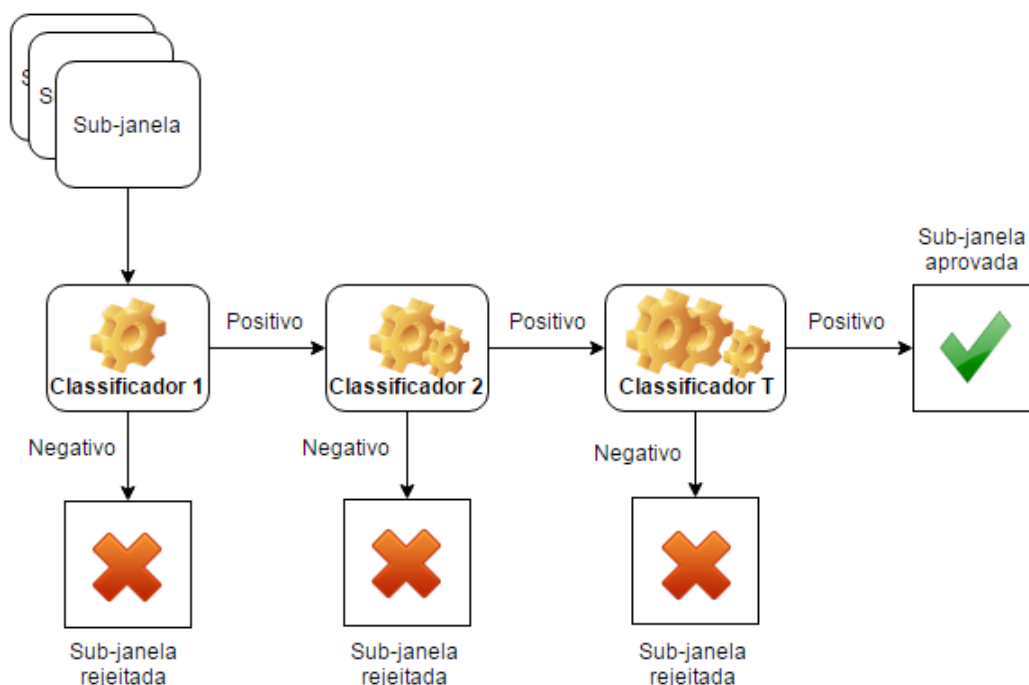 Sub-janela
Sub-janela
aprovada
Positivo
Positivo
Positivo
Classificador 1
Classificador 2
Classificador T
Negativo
Negativo
Negativo
Sub-janela
rejeitada
Sub-janela
rejeitada
Sub-janela
rejeitada